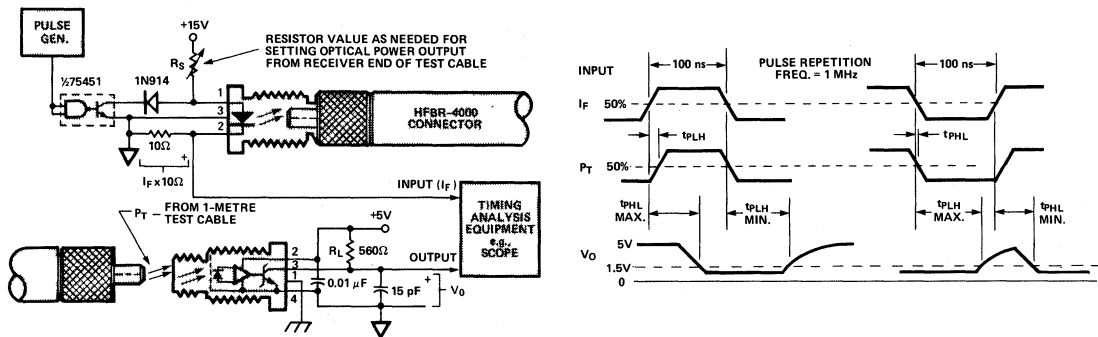 PULSE
GEN.
+15V
RS
RESISTOR VALUE AS NEEDED FOR
SETTING OPTICAL POWER OUTPUT
FROM RECEIVER END OF TEST CABLE
½75451
1N914
1
3
2
HFBR-4000
CONNECTOR
10Ω
+
IF x 10Ω
INPUT (IF)
TIMING
ANALYSIS
EQUIPMENT
e.g.,
SCOPE
PT
FROM 1-METRE
TEST CABLE
+5V
2
RL
560Ω
3
OUTPUT
1
0.01 µF
4
15 pF
+
VO
INPUT
100 ns
PULSE REPETITION
FREQ. = 1 MHz
100 ns
IF
50%
tPLH
tPHL
PT
50%
tPHL
MAX.
tPLH
MIN.
tPLH
MAX.
tPHL
MIN.
5V
VO
1.5V
0